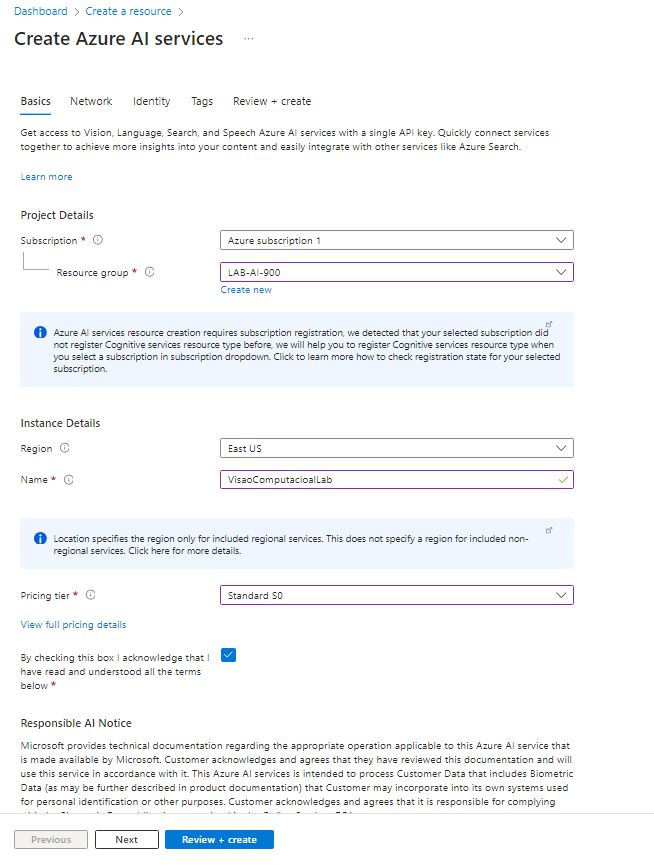 Dashboard > Create a resource >
Create Azure AI services ...
Basics Network Identity Tags Review + create
Get access to Vision, Language, Search, and Speech Azure AI services with a single API key. Quickly connect services
together to achieve more insights into your content and easily integrate with other services like Azure Search.
Learn more
Project Details
Subscription * Azure subscription 1
Resource group * LAB-AI-900
Create new
Azure AI services resource creation requires subscription registration, we detected that your selected subscription did
not register Cognitive services resource type before, we will help you to register Cognitive services resource type when
you select a subscription in subscription dropdown. Click to learn more how to check registration state for your selected
subscription.
Instance Details
Region East US
Name * VisaoComputacioalLab
Location specifies the region only for included regional services. This does not specify a region for included non-
regional services. Click here for more details.
Pricing tier * Standard S0
View full pricing details
By checking this box I acknowledge that I
have read and understood all the terms
below *
Responsible AI Notice
Microsoft provides technical documentation regarding the appropriate operation applicable to this Azure AI service that
is made available by Microsoft. Customer acknowledges and agrees that they have reviewed this documentation and will
use this service in accordance with it. This Azure AI services is intended to process Customer Data that includes Biometric
Data (as may be further described in product documentation) that Customer may incorporate into its own systems used
for personal identification or other purposes. Customer acknowledges and agrees that it is responsible for complying
Previous Next Review + create